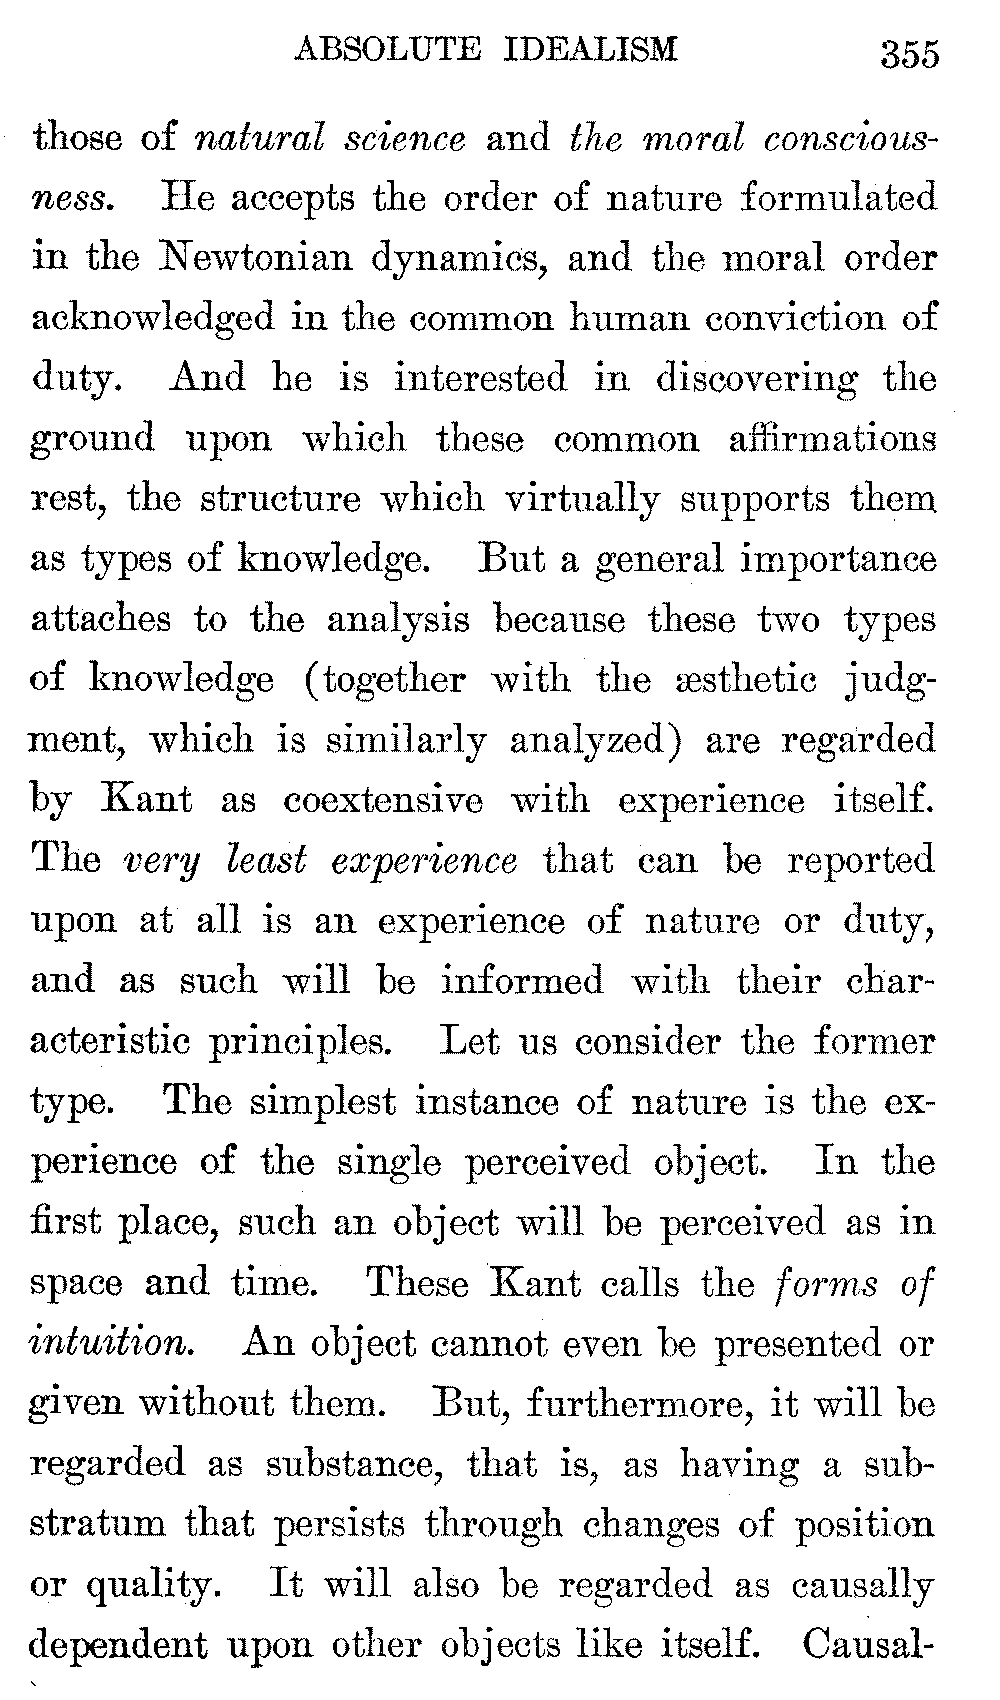 ABSOLUTE IDEALISM 355
those of natural science and the moral conscious-
ness. He accepts the order of nature formulated
in the Newtonian dynamics, and the moral order
acknowledged in the common human conviction of
duty. And he is interested in discovering the
ground upon which these common affirmations
rest, the structure which virtually supports them
as types of knowledge. But a general importance
attaches to the analysis because these two types
of knowledge (together with the æsthetic judg-
ment, which is similarly analyzed) are regarded
by Kant as coextensive with experience itself.
The very least experience that can be reported
upon at all is an experience of nature or duty,
and as such will be informed with their char-
acteristic principles. Let us consider the former
type. The simplest instance of nature is the ex-
perience of the single perceived object. In the
first place, such an object will be perceived as in
space and time. These Kant calls the forms of
intuition. An object cannot even be presented or
given without them. But, furthermore, it will be
regarded as substance, that is, as having a sub-
stratum that persists through changes of position
or quality. It will also be regarded as causally
dependent upon other objects like itself. Causal-